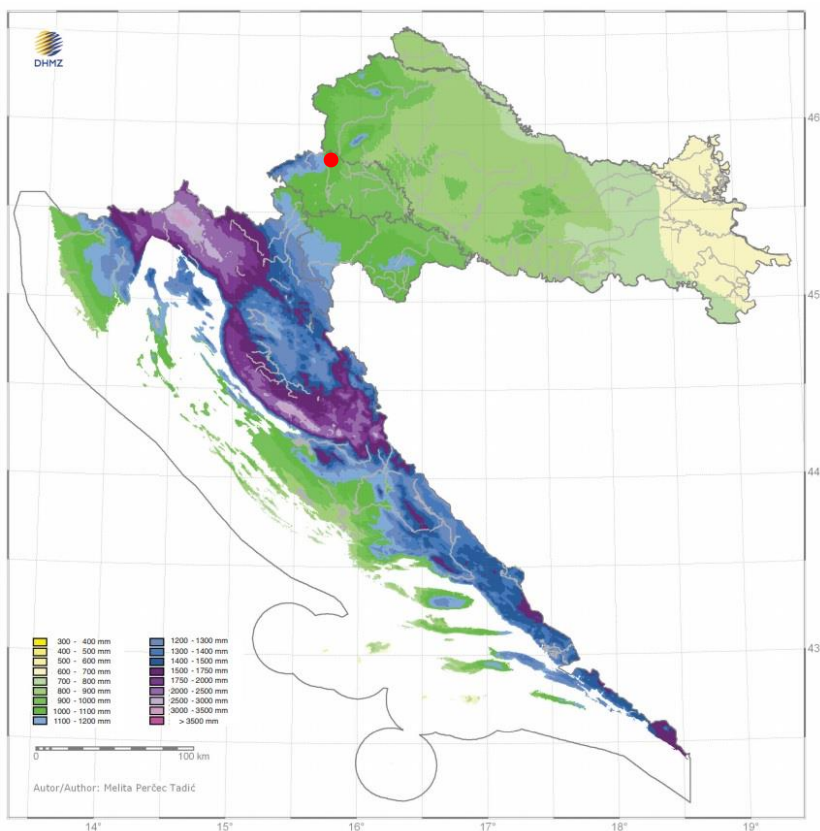 DHMZ
46
45
44
43
300 - 400 mm
400 - 500 mm
500 - 600 mm
600 - 700 mm
700 - 800 mm
800 - 900 mm
900 - 1000 mm
1000 - 1100 mm
1100 - 1200 mm
1200 - 1300 mm
1300 - 1400 mm
1400 - 1500 mm
1500 - 1750 mm
1750 - 2000 mm
2000 - 2500 mm
2500 - 3000 mm
3000 - 3500 mm
> 3500 mm
0 100 km
Autor/Author: Melita Perčec Tadić
14° 15° 16° 17° 18° 19°